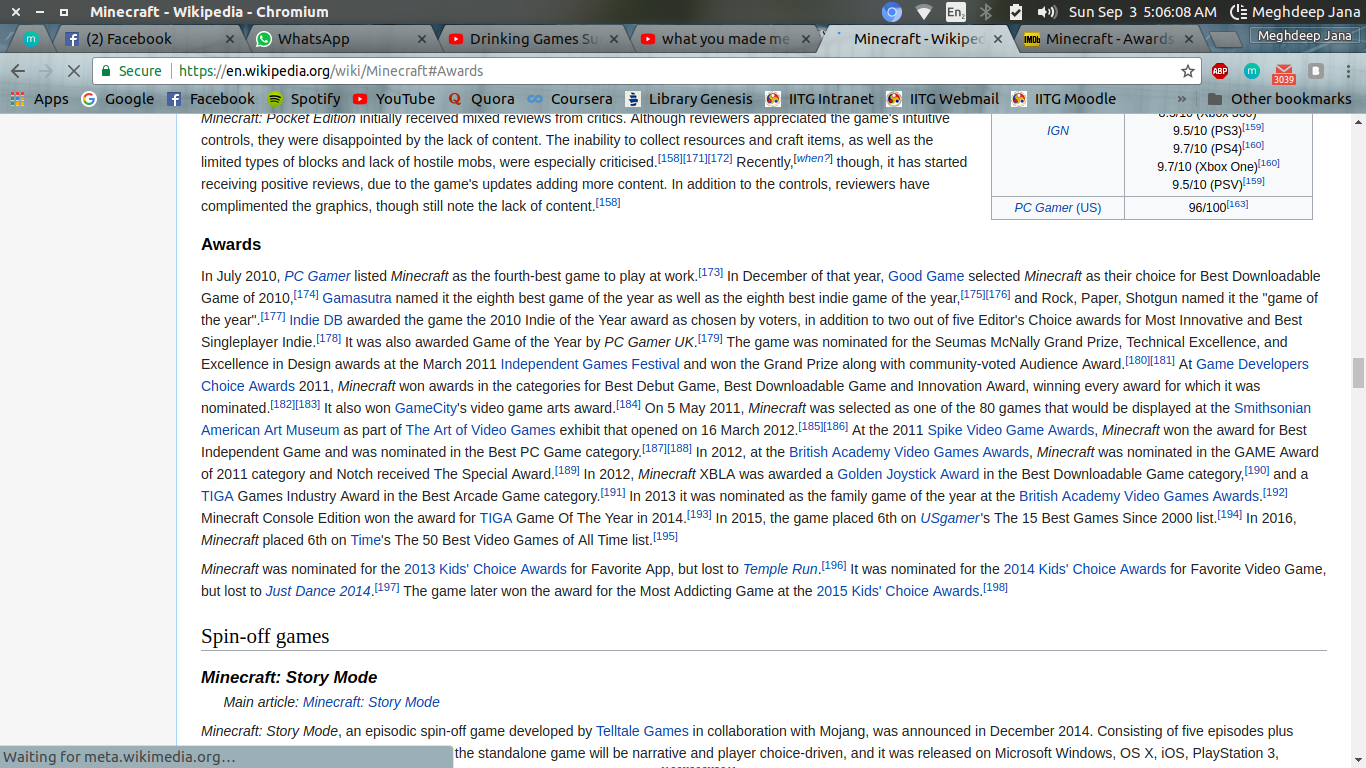 Minecraft - Wikipedia - Chromium
En2
Sun Sep 3 5:06:08 AM
Meghdeep Jana
m
(2) Facebook
WhatsApp
Drinking Games Su
what you made me
Minecraft - Wikiped
IMDb
Minecraft - Awards
Meghdeep Jana
Secure
https://en.wikipedia.org/wiki/Minecraft#Awards
ABP
m
3039
Apps
Google
Facebook
Spotify
YouTube
Quora
Coursera
Library Genesis
IITG Intranet
IITG Webmail
IITG Moodle
»
Other bookmarks
Minecraft: Pocket Edition initially received mixed reviews from critics. Although reviewers appreciated the game's intuitive
controls, they were disappointed by the lack of content. The inability to collect resources and craft items, as well as the
limited types of blocks and lack of hostile mobs, were especially criticised.[158][171][172] Recently,[when?] though, it has started
receiving positive reviews, due to the game's updates adding more content. In addition to the controls, reviewers have
complimented the graphics, though still note the lack of content.[158]
IGN
9.5/10 (PS3)[159]
9.7/10 (PS4)[160]
9.7/10 (Xbox One)[160]
9.5/10 (PSV)[159]
PC Gamer (US)
96/100[163]
Awards
In July 2010, PC Gamer listed Minecraft as the fourth-best game to play at work.[173] In December of that year, Good Game selected Minecraft as their choice for Best Downloadable
Game of 2010,[174] Gamasutra named it the eighth best game of the year as well as the eighth best indie game of the year,[175][176] and Rock, Paper, Shotgun named it the "game of
the year".[177] Indie DB awarded the game the 2010 Indie of the Year award as chosen by voters, in addition to two out of five Editor's Choice awards for Most Innovative and Best
Singleplayer Indie.[178] It was also awarded Game of the Year by PC Gamer UK.[179] The game was nominated for the Seumas McNally Grand Prize, Technical Excellence, and
Excellence in Design awards at the March 2011 Independent Games Festival and won the Grand Prize along with community-voted Audience Award.[180][181] At Game Developers
Choice Awards 2011, Minecraft won awards in the categories for Best Debut Game, Best Downloadable Game and Innovation Award, winning every award for which it was
nominated.[182][183] It also won GameCity's video game arts award.[184] On 5 May 2011, Minecraft was selected as one of the 80 games that would be displayed at the Smithsonian
American Art Museum as part of The Art of Video Games exhibit that opened on 16 March 2012.[185][186] At the 2011 Spike Video Game Awards, Minecraft won the award for Best
Independent Game and was nominated in the Best PC Game category.[187][188] In 2012, at the British Academy Video Games Awards, Minecraft was nominated in the GAME Award
of 2011 category and Notch received The Special Award.[189] In 2012, Minecraft XBLA was awarded a Golden Joystick Award in the Best Downloadable Game category,[190] and a
TIGA Games Industry Award in the Best Arcade Game category.[191] In 2013 it was nominated as the family game of the year at the British Academy Video Games Awards.[192]
Minecraft Console Edition won the award for TIGA Game Of The Year in 2014.[193] In 2015, the game placed 6th on USgamer's The 15 Best Games Since 2000 list.[194] In 2016,
Minecraft placed 6th on Time's The 50 Best Video Games of All Time list.[195]
Minecraft was nominated for the 2013 Kids' Choice Awards for Favorite App, but lost to Temple Run.[196] It was nominated for the 2014 Kids' Choice Awards for Favorite Video Game,
but lost to Just Dance 2014.[197] The game later won the award for the Most Addicting Game at the 2015 Kids' Choice Awards.[198]
Spin-off games
Minecraft: Story Mode
Main article: Minecraft: Story Mode
Minecraft: Story Mode, an episodic spin-off game developed by Telltale Games in collaboration with Mojang, was announced in December 2014. Consisting of five episodes plus
the standalone game will be narrative and player choice-driven, and it was released on Microsoft Windows, OS X, iOS, PlayStation 3,
Waiting for meta.wikimedia.org…